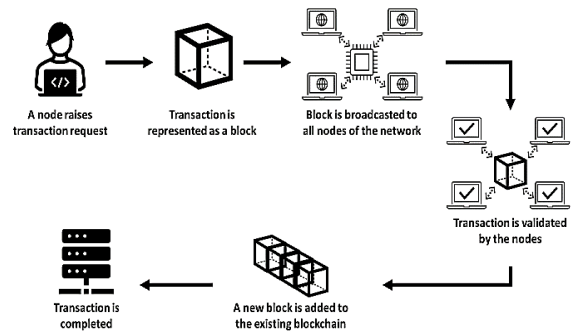 A node raises
transaction request
Transaction is
represented as a block
Block is broadcasted to
all nodes of the network
Transaction is validated
by the nodes
A new block is added to
the existing blockchain
Transaction is
completed